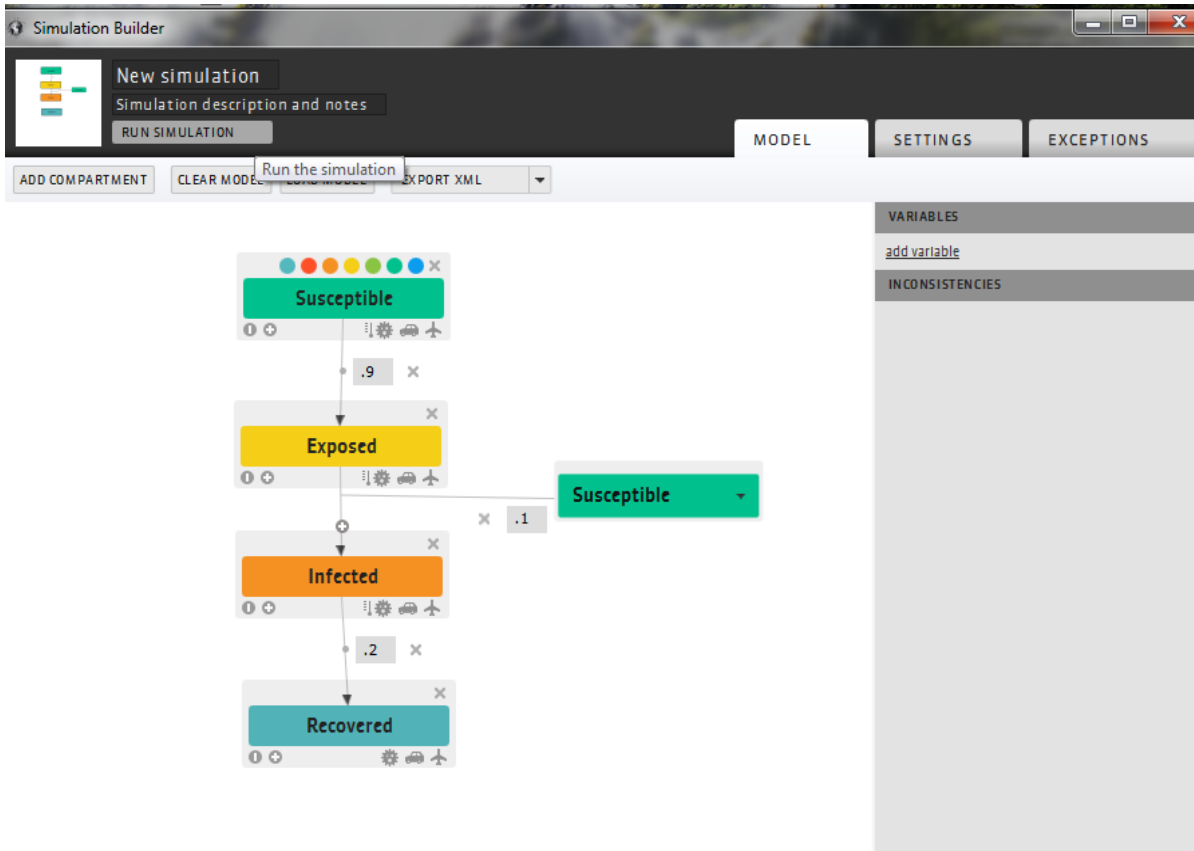 Simulation Builder
New simulation
Simulation description and notes
RUN SIMULATION
MODEL
SETTINGS
EXCEPTIONS
Run the simulation
ADD COMPARTMENT
CLEAR MODEL
EXPORT XML
VARIABLES
add variable
INCONSISTENCIES
Susceptible
.9
Exposed
Susceptible
.1
Infected
.2
Recovered